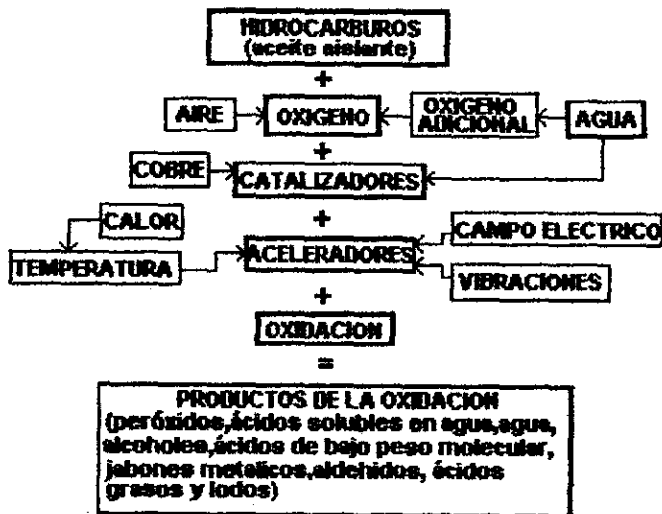 HIDROCARBUROS
(aceite aislante)
+
AIRE
OXIGENO
OXIGENO
ADICIONAL
AGUA
+
COBRE
CATALIZADORES
+
CALOR
TEMPERATURA
ACELERADORES
CAMPO ELECTRICO
VIBRACIONES
+
OXIDACION
=
PRODUCTOS DE LA OXIDACION
(peróxidos,ácidos solubles en agua,agua,
alcoholes,ácidos de bajo peso molecular,
jabones metalicos,aldehidos, ácidos
grasos y lodos)